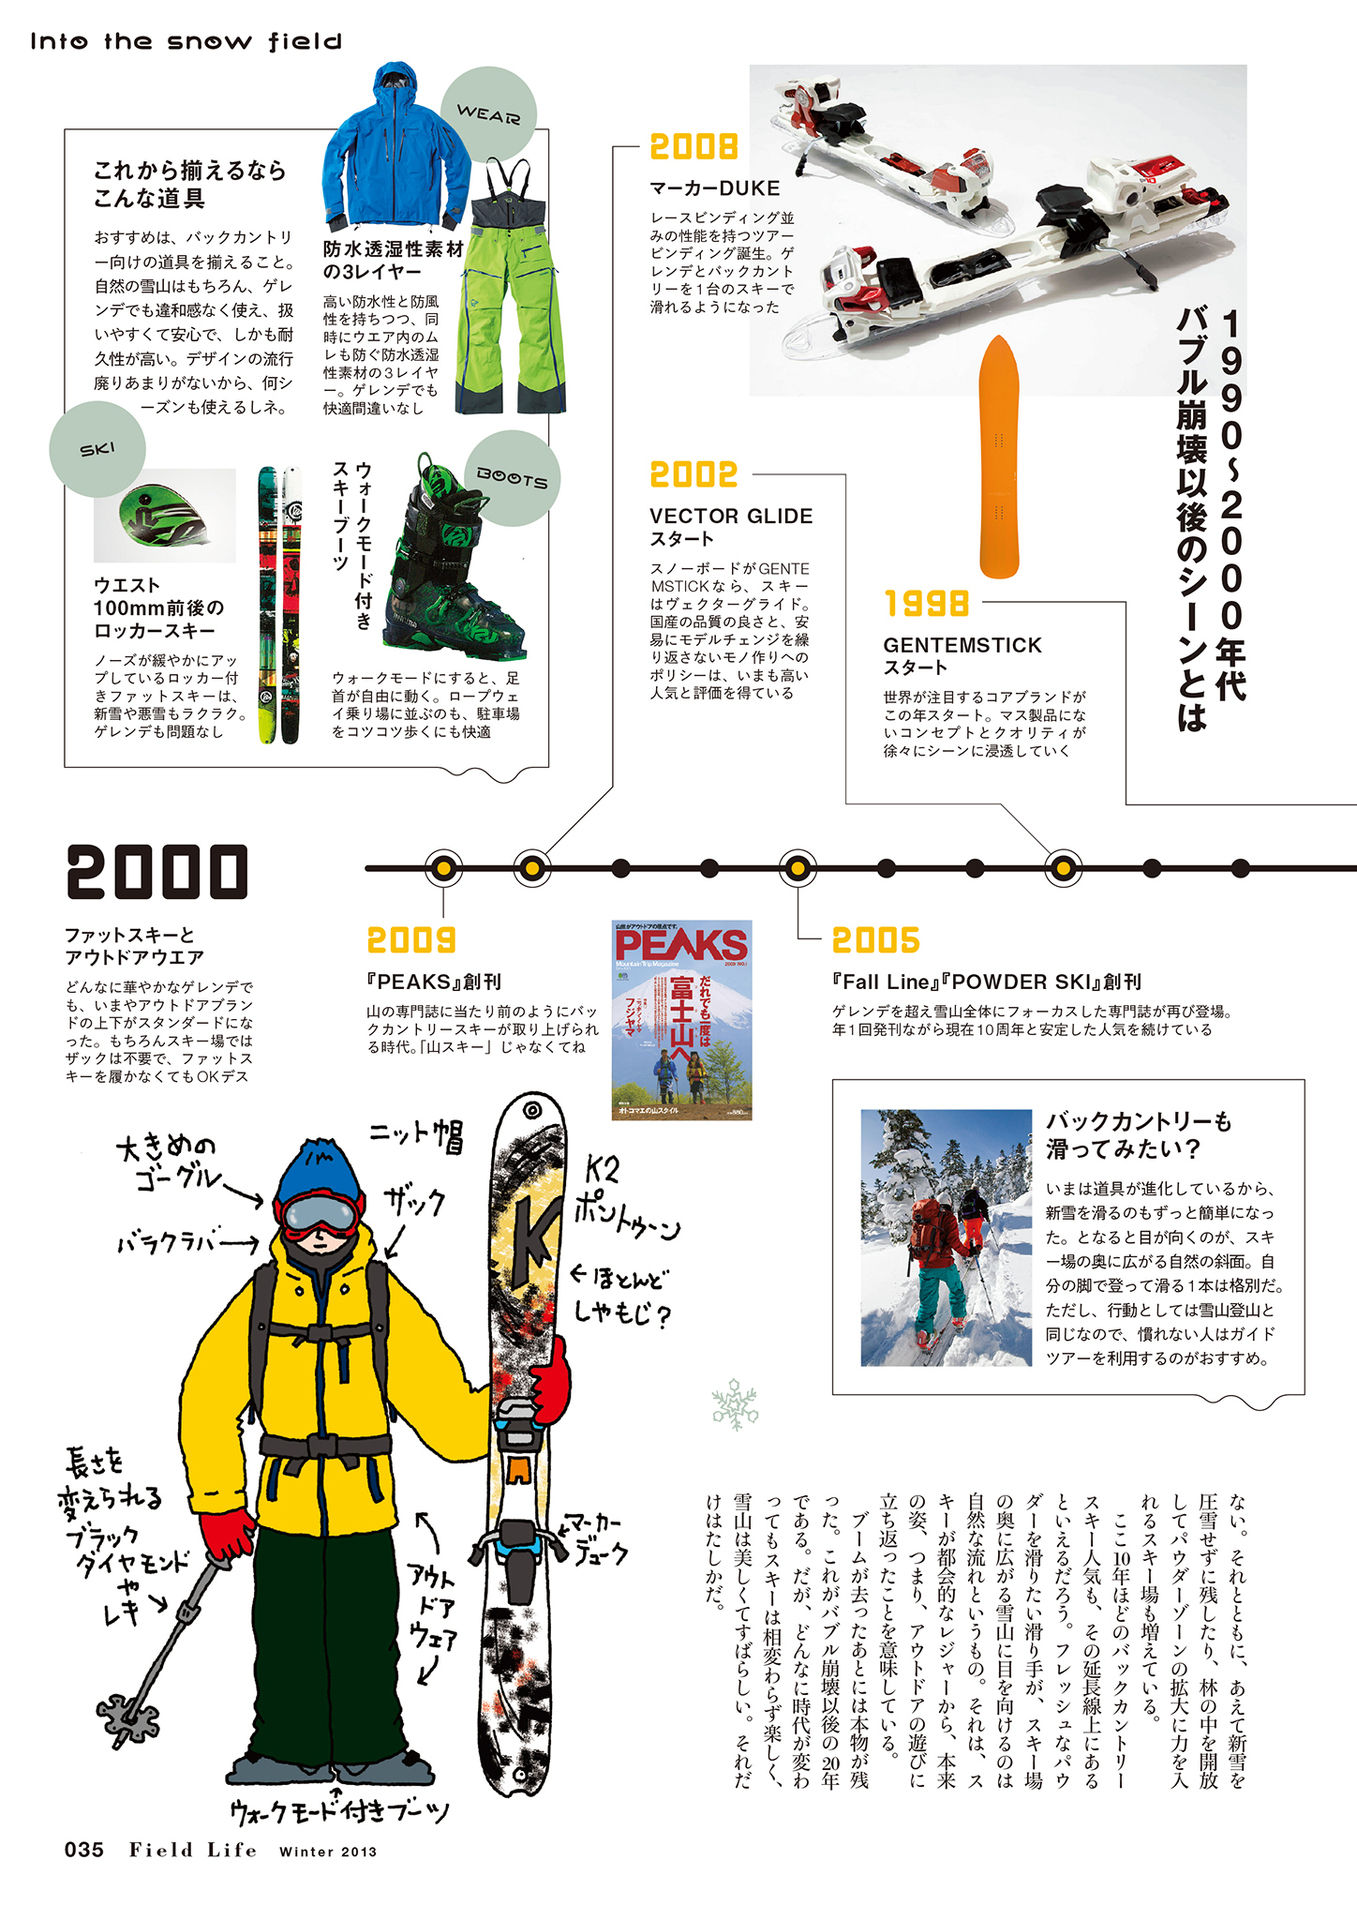 Into the snow field
1990〜2000年代
バブル崩壊以後のシーンとは
これから揃えるなら
こんな道具
おすすめは、バックカントリ
ー向けの道具を揃えること。
自然の雪山はもちろん、ゲレ
ンデでも違和感なく使え、扱
いやすくて安心で、しかも耐
久性が高い。デザインの流行
廃りあまりがないから、何シ
ーズンも使えるしネ。
WEAR
防水透湿性素材
の3レイヤー
高い防水性と防風
性を持ちつつ、同
時にウエア内のム
レも防ぐ防水透湿
性素材の3レイヤ
ー。ゲレンデでも
快適間違いなし
SKI
ウエスト
100mm前後の
ロッカースキー
ノーズが緩やかにアッ
プしているロッカー付
きファットスキーは、
新雪や悪雪もラクラク。
ゲレンデも問題なし
BOOTS
ウォークモード付き
スキーブーツ
ウォークモードにすると、足
首が自由に動く。ロープウェ
イ乗り場に並ぶのも、駐車場
をコツコツ歩くにも快適
2008
マーカーDUKE
レースビンディング並
みの性能を持つツアー
ビンディング誕生。ゲ
レンデとバックカント
リーを1台のスキーで
滑れるようになった
2002
VECTOR GLIDE
スタート
スノーボードがGENTE
MSTICKなら、スキー
はヴェクターグライド。
国産の品質の良さと、安
易にモデルチェンジを繰
り返さないモノ作りへの
ポリシーは、いまも高い
人気と評価を得ている
1998
GENTEMSTICK
スタート
世界が注目するコアブランドが
この年スタート。マス製品にな
いコンセプトとクオリティが
徐々にシーンに浸透していく
2000
ファットスキーと
アウトドアウエア
どんなに華やかなゲレンデで
も、いまやアウトドアブラン
ドの上下がスタンダードにな
った。もちろんスキー場では
ザックは不要で、ファットス
キーを履かなくてもOKデス
2009
『PEAKS』創刊
山の専門誌に当たり前のようにバッ
クカントリースキーが取り上げられ
る時代。「山スキー」じゃなくてね
山旅がアウトドアの原点です。
PEAKS
Mountain Trip Magazine
2009 NO.1
だれでも一度は
富士山へ
フジヤマ
オトコマエの山スタイル
2005
『Fall Line』『POWDER SKI』創刊
ゲレンデを超え雪山全体にフォーカスした専門誌が再び登場。
年1回発刊ながら現在10周年と安定した人気を続けている
バックカントリーも
滑ってみたい?
いまは道具が進化しているから、
新雪を滑るのもずっと簡単になっ
た。となると目が向くのが、スキ
ー場の奥に広がる自然の斜面。自
分の脚で登って滑る1本は格別だ。
ただし、行動としては雪山登山と
同じなので、慣れない人はガイド
ツアーを利用するのがおすすめ。
大きめの
ゴーグル
ニット帽
ザック
バラクラバ
K2
ポントゥーン
ほとんど
しゃもじ?
K
長さを
変えられる
ブラック
ダイヤモンド
や
レキ
アウト
ドア
ウェア
マーカー
デューク
ウォークモード付きブーツ
ない。それとともに、あえて新雪を
圧雪せずに残したり、林の中を開放
してパウダーゾーンの拡大に力を入
れるスキー場も増えている。
ここ10年ほどのバックカントリー
スキー人気も、その延長線上にある
といえるだろう。フレッシュなパウ
ダーを滑りたい滑り手が、スキー場
の奥に広がる雪山に目を向けるのは
自然な流れというもの。それは、ス
キーが都会的なレジャーから、本来
の姿、つまり、アウトドアの遊びに
立ち返ったことを意味している。
ブームが去ったあとには本物が残
った。これがバブル崩壊以後の20年
である。だが、どんなに時代が変わ
ってもスキーは相変わらず楽しく、
雪山は美しくてすばらしい。それだ
けはたしかだ。
035 Field Life Winter 2013